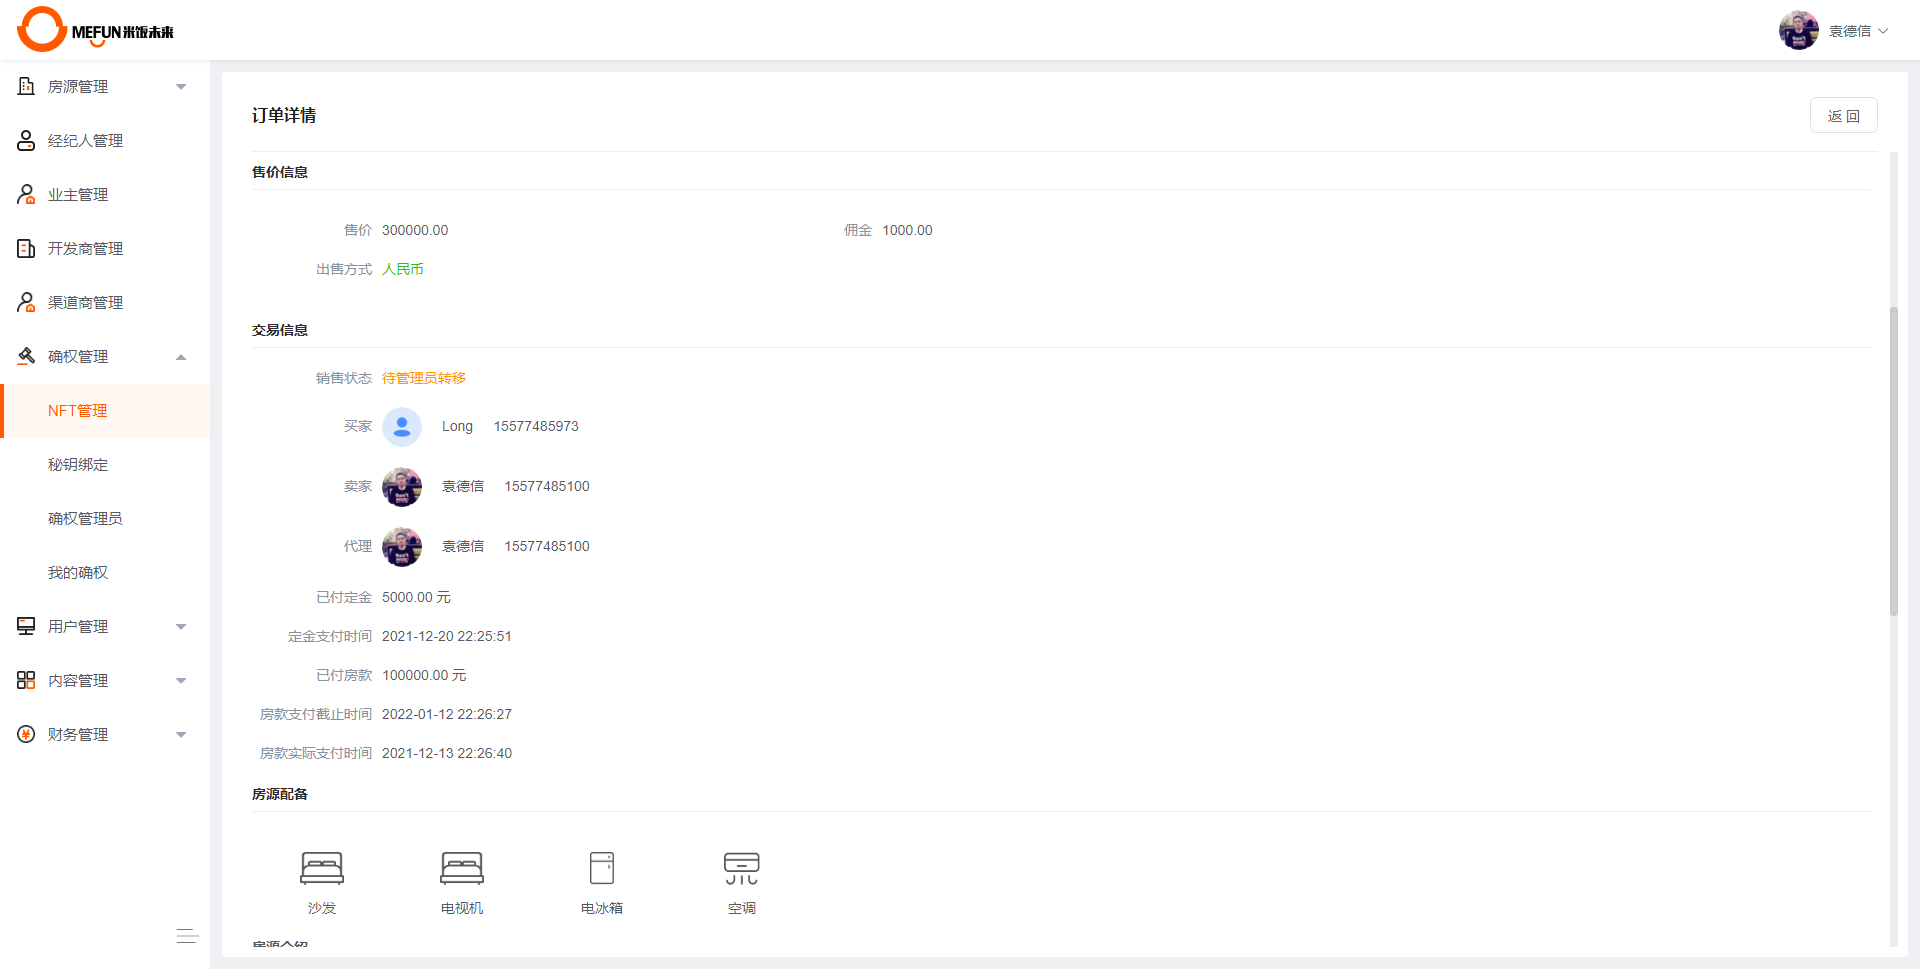 MEFUN米饭未来
袁德信
房源管理
经纪人管理
业主管理
开发商管理
渠道商管理
确权管理
NFT管理
秘钥绑定
确权管理员
我的确权
用户管理
内容管理
财务管理
订单详情
返 回
售价信息
售价 300000.00 佣金 1000.00
出售方式 人民币
交易信息
销售状态 待管理员转移
买家 Long 15577485973
卖家 袁德信 15577485100
代理 袁德信 15577485100
已付定金 5000.00 元
定金支付时间 2021-12-20 22:25:51
已付房款 100000.00 元
房款支付截止时间 2022-01-12 22:26:27
房款实际支付时间 2021-12-13 22:26:40
房源配备
沙发 电视机 电冰箱 空调
房源介绍